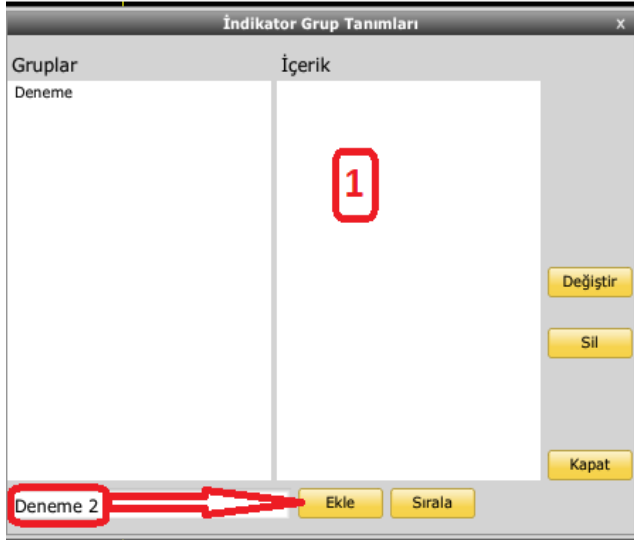 İndikator Grup Tanımları x
Gruplar İçerik
Deneme
1
Değiştir
Sil
Kapat
Deneme 2 Ekle Sırala